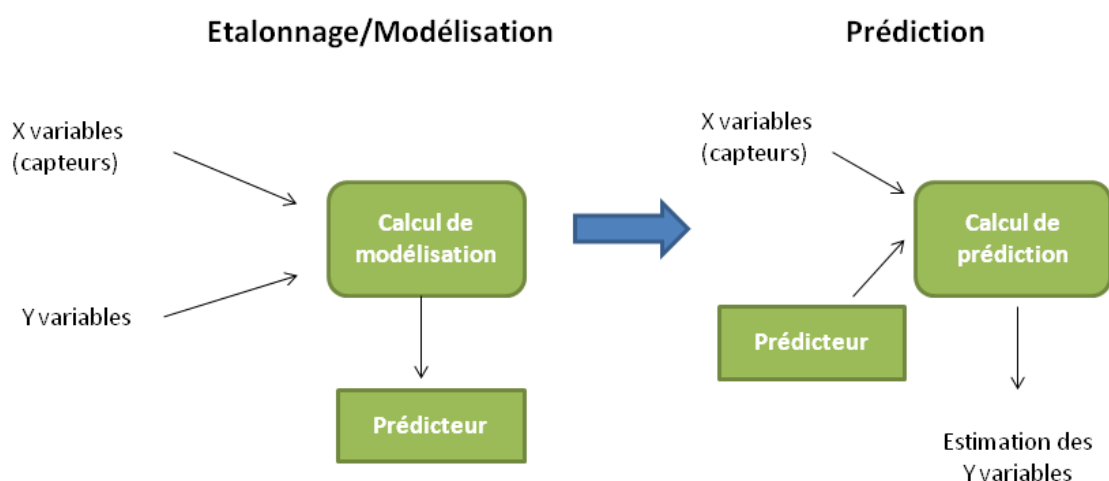 Etalonnage/Modélisation
X variables
(capteurs)
Calcul de
modélisation
Y variables
Prédicteur
Prédiction
X variables
(capteurs)
Calcul de
prédiction
Prédicteur
Estimation des
Y variables